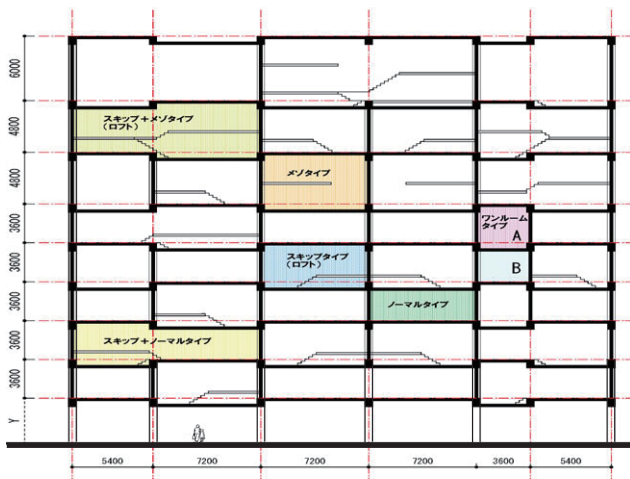 6000
4800
4800
3600
3600
3600
3600
3600
Y
スキップ+メゾタイプ
(ロフト)
メゾタイプ
ワンルーム
タイプ
A
スキップタイプ
(ロフト)
B
ノーマルタイプ
スキップ+ノーマルタイプ
5400 7200 7200 7200 3600 5400